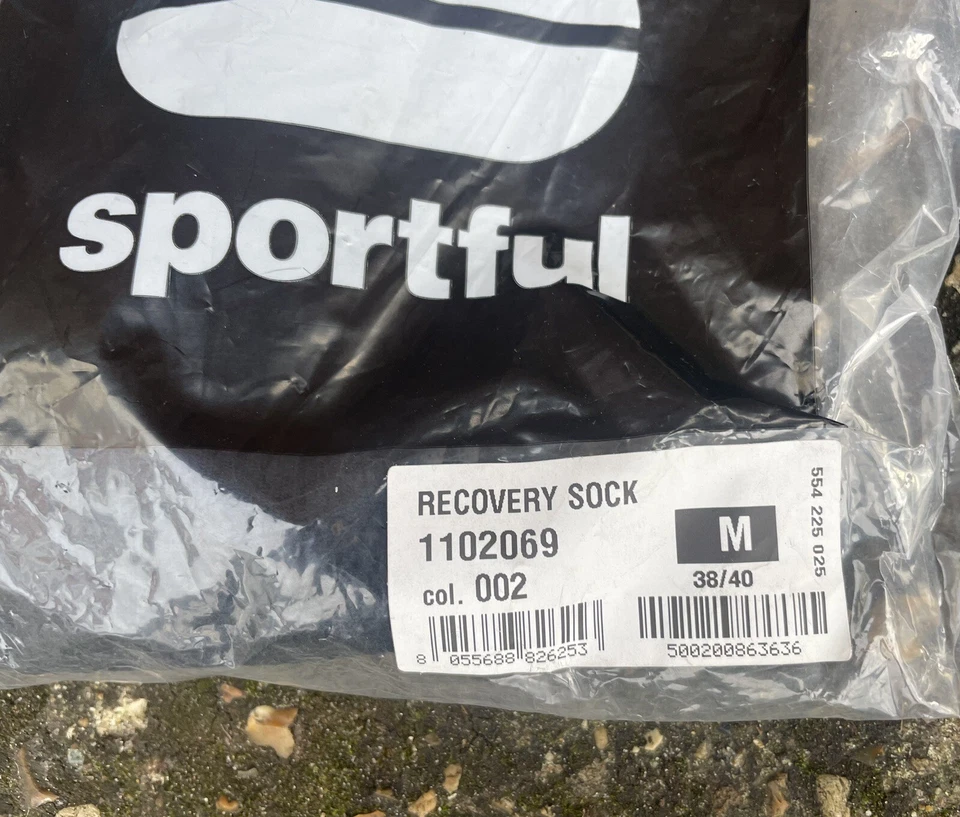 sportful
RECOVERY SOCK
1102069
col. 002
M
38/40
554 225 025
8 055688 826253
500200863636